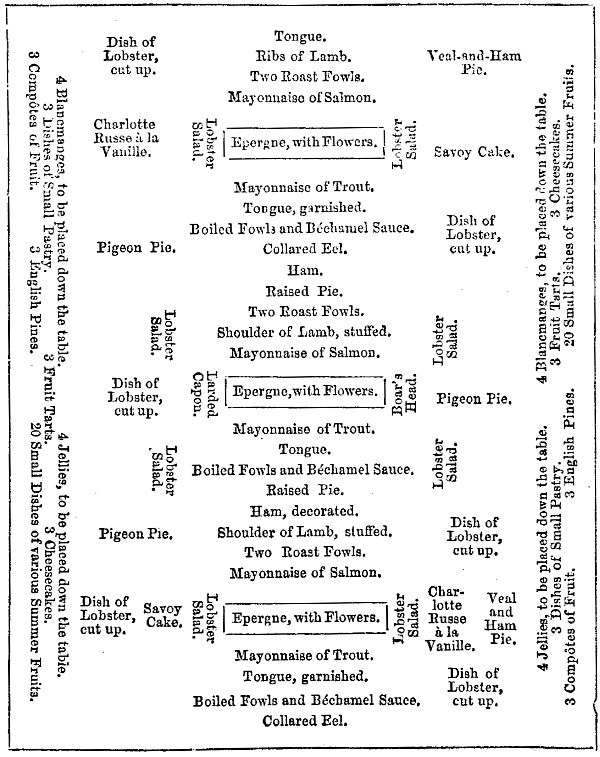 Tongue.
Ribs of Lamb.
Two Roast Fowls.
Mayonnaise of Salmon.
Dish of
Lobster,
cut up.
Veal-and-Ham
Pie.
Charlotte
Russe à la
Vanille.
Lobster
Salad.
Epergne, with Flowers.
Lobster
Salad.
Savoy Cake.
Mayonnaise of Trout.
Tongue, garnished.
Boiled Fowls and Béchamel Sauce.
Collared Eel.
Pigeon Pie.
Dish of
Lobster,
cut up.
Ham.
Raised Pie.
Two Roast Fowls.
Shoulder of Lamb, stuffed.
Mayonnaise of Salmon.
Lobster
Salad.
Lobster
Salad.
Dish of
Lobster,
cut up.
Larded
Capon.
Epergne, with Flowers.
Boar's
Head.
Pigeon Pie.
Mayonnaise of Trout.
Tongue.
Boiled Fowls and Béchamel Sauce.
Raised Pie.
Lobster
Salad.
Lobster
Salad.
Ham, decorated.
Shoulder of Lamb, stuffed.
Two Roast Fowls.
Mayonnaise of Salmon.
Pigeon Pie.
Dish of
Lobster,
cut up.
Dish of
Lobster,
cut up.
Savoy
Cake.
Lobster
Salad.
Epergne, with Flowers.
Lobster
Salad.
Char-
lotte
Russe
à la
Vanille.
Veal
and
Ham
Pie.
Mayonnaise of Trout.
Tongue, garnished.
Boiled Fowls and Béchamel Sauce.
Collared Eel.
Dish of
Lobster,
cut up.
4 Blancmanges, to be placed down the table.
4 Jellies, to be placed down the table.
3 Dishes of Small Pastry.
3 Fruit Tarts.
3 Cheesecakes.
3 Compôtes of Fruit.
3 English Pines.
20 Small Dishes of various Summer Fruits.
4 Jellies, to be placed down the table.
4 Blancmanges, to be placed down the table.
3 Dishes of Small Pastry.
3 Fruit Tarts.
3 Cheesecakes.
3 Compôtes of Fruit.
3 English Pines.
20 Small Dishes of various Summer Fruits.